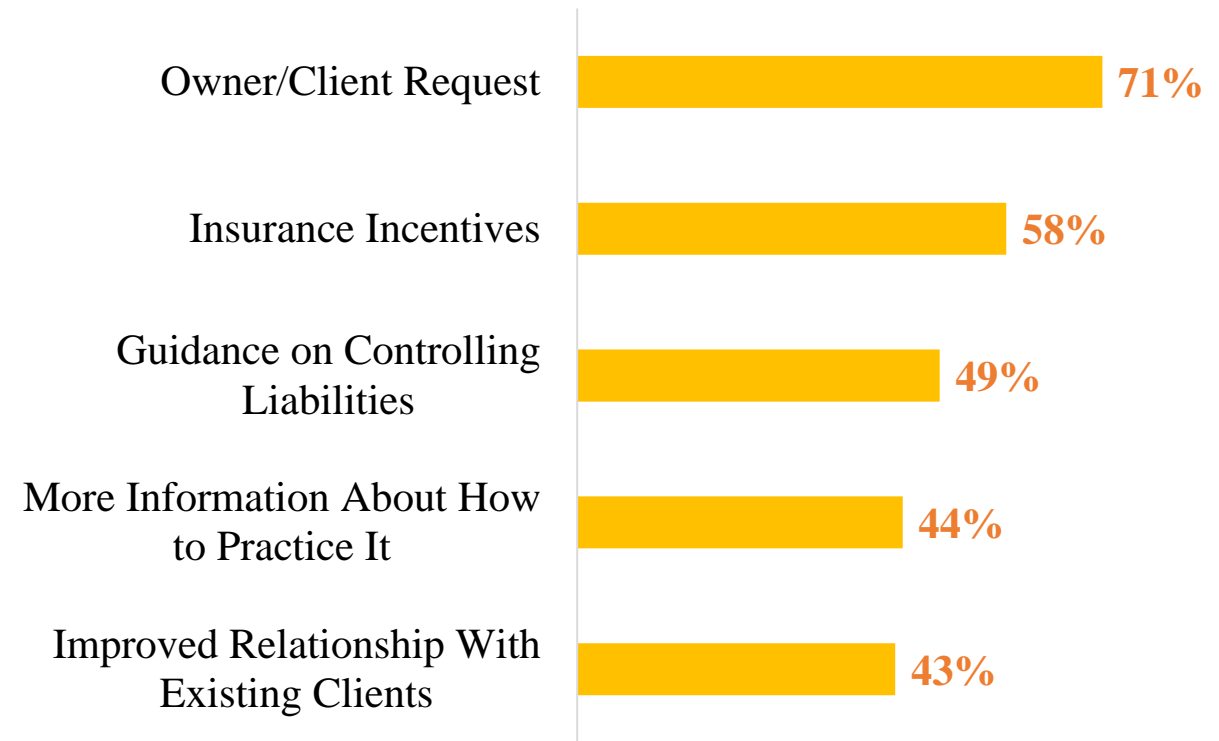 Owner/Client Request
71%
Insurance Incentives
58%
Guidance on Controlling
Liabilities
49%
More Information About How
to Practice It
44%
Improved Relationship With
Existing Clients
43%